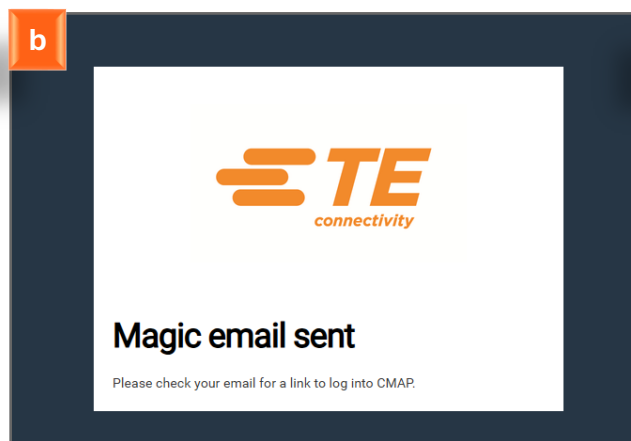 b
TE
connectivity
Magic email sent
Please check your email for a link to log into CMAP.